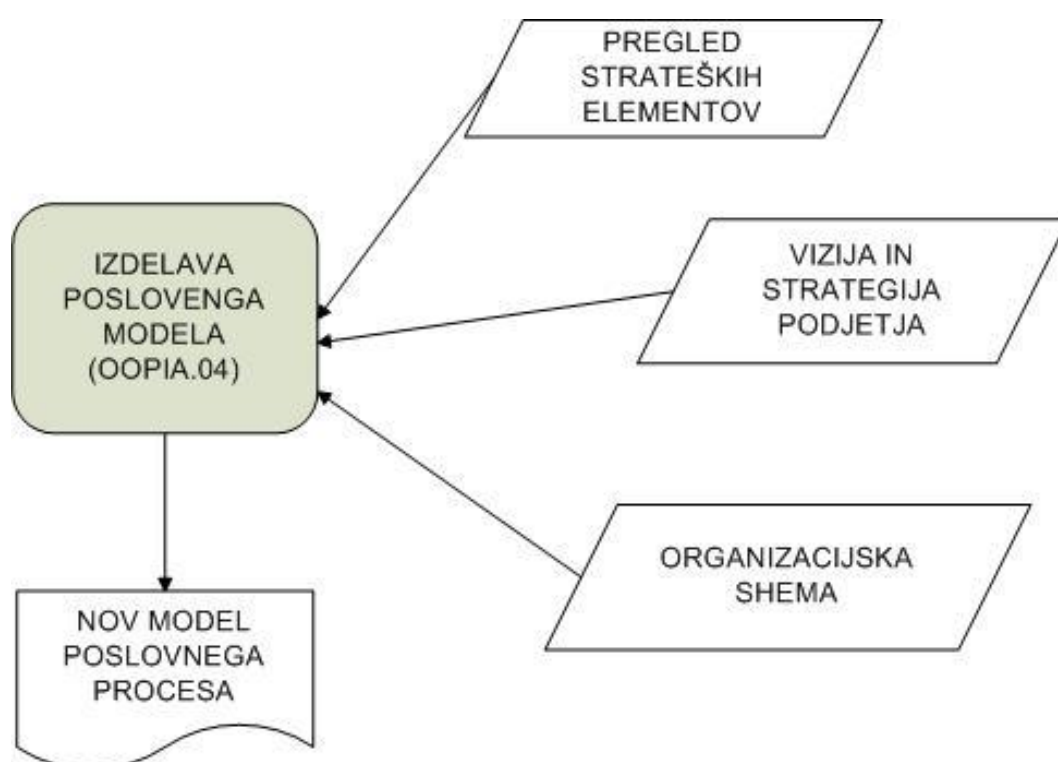 PREGLED
STRATEŠKIH
ELEMENTOV
IZDELAVA
POSLOVENGA
MODELA
(OOPIA.04)
VIZIJA IN
STRATEGIJA
PODJETJA
ORGANIZACIJSKA
SHEMA
NOV MODEL
POSLOVNEGA
PROCESA